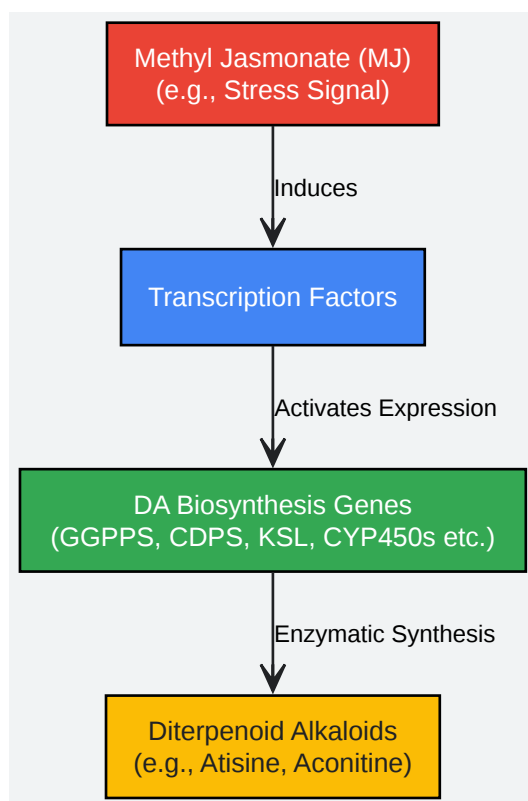 Methyl Jasmonate (MJ)
(e.g., Stress Signal)
Induces
Transcription Factors
Activates Expression
DA Biosynthesis Genes
(GGPPS, CDPS, KSL, CYP450s etc.)
Enzymatic Synthesis
Diterpenoid Alkaloids
(e.g., Atisine, Aconitine)